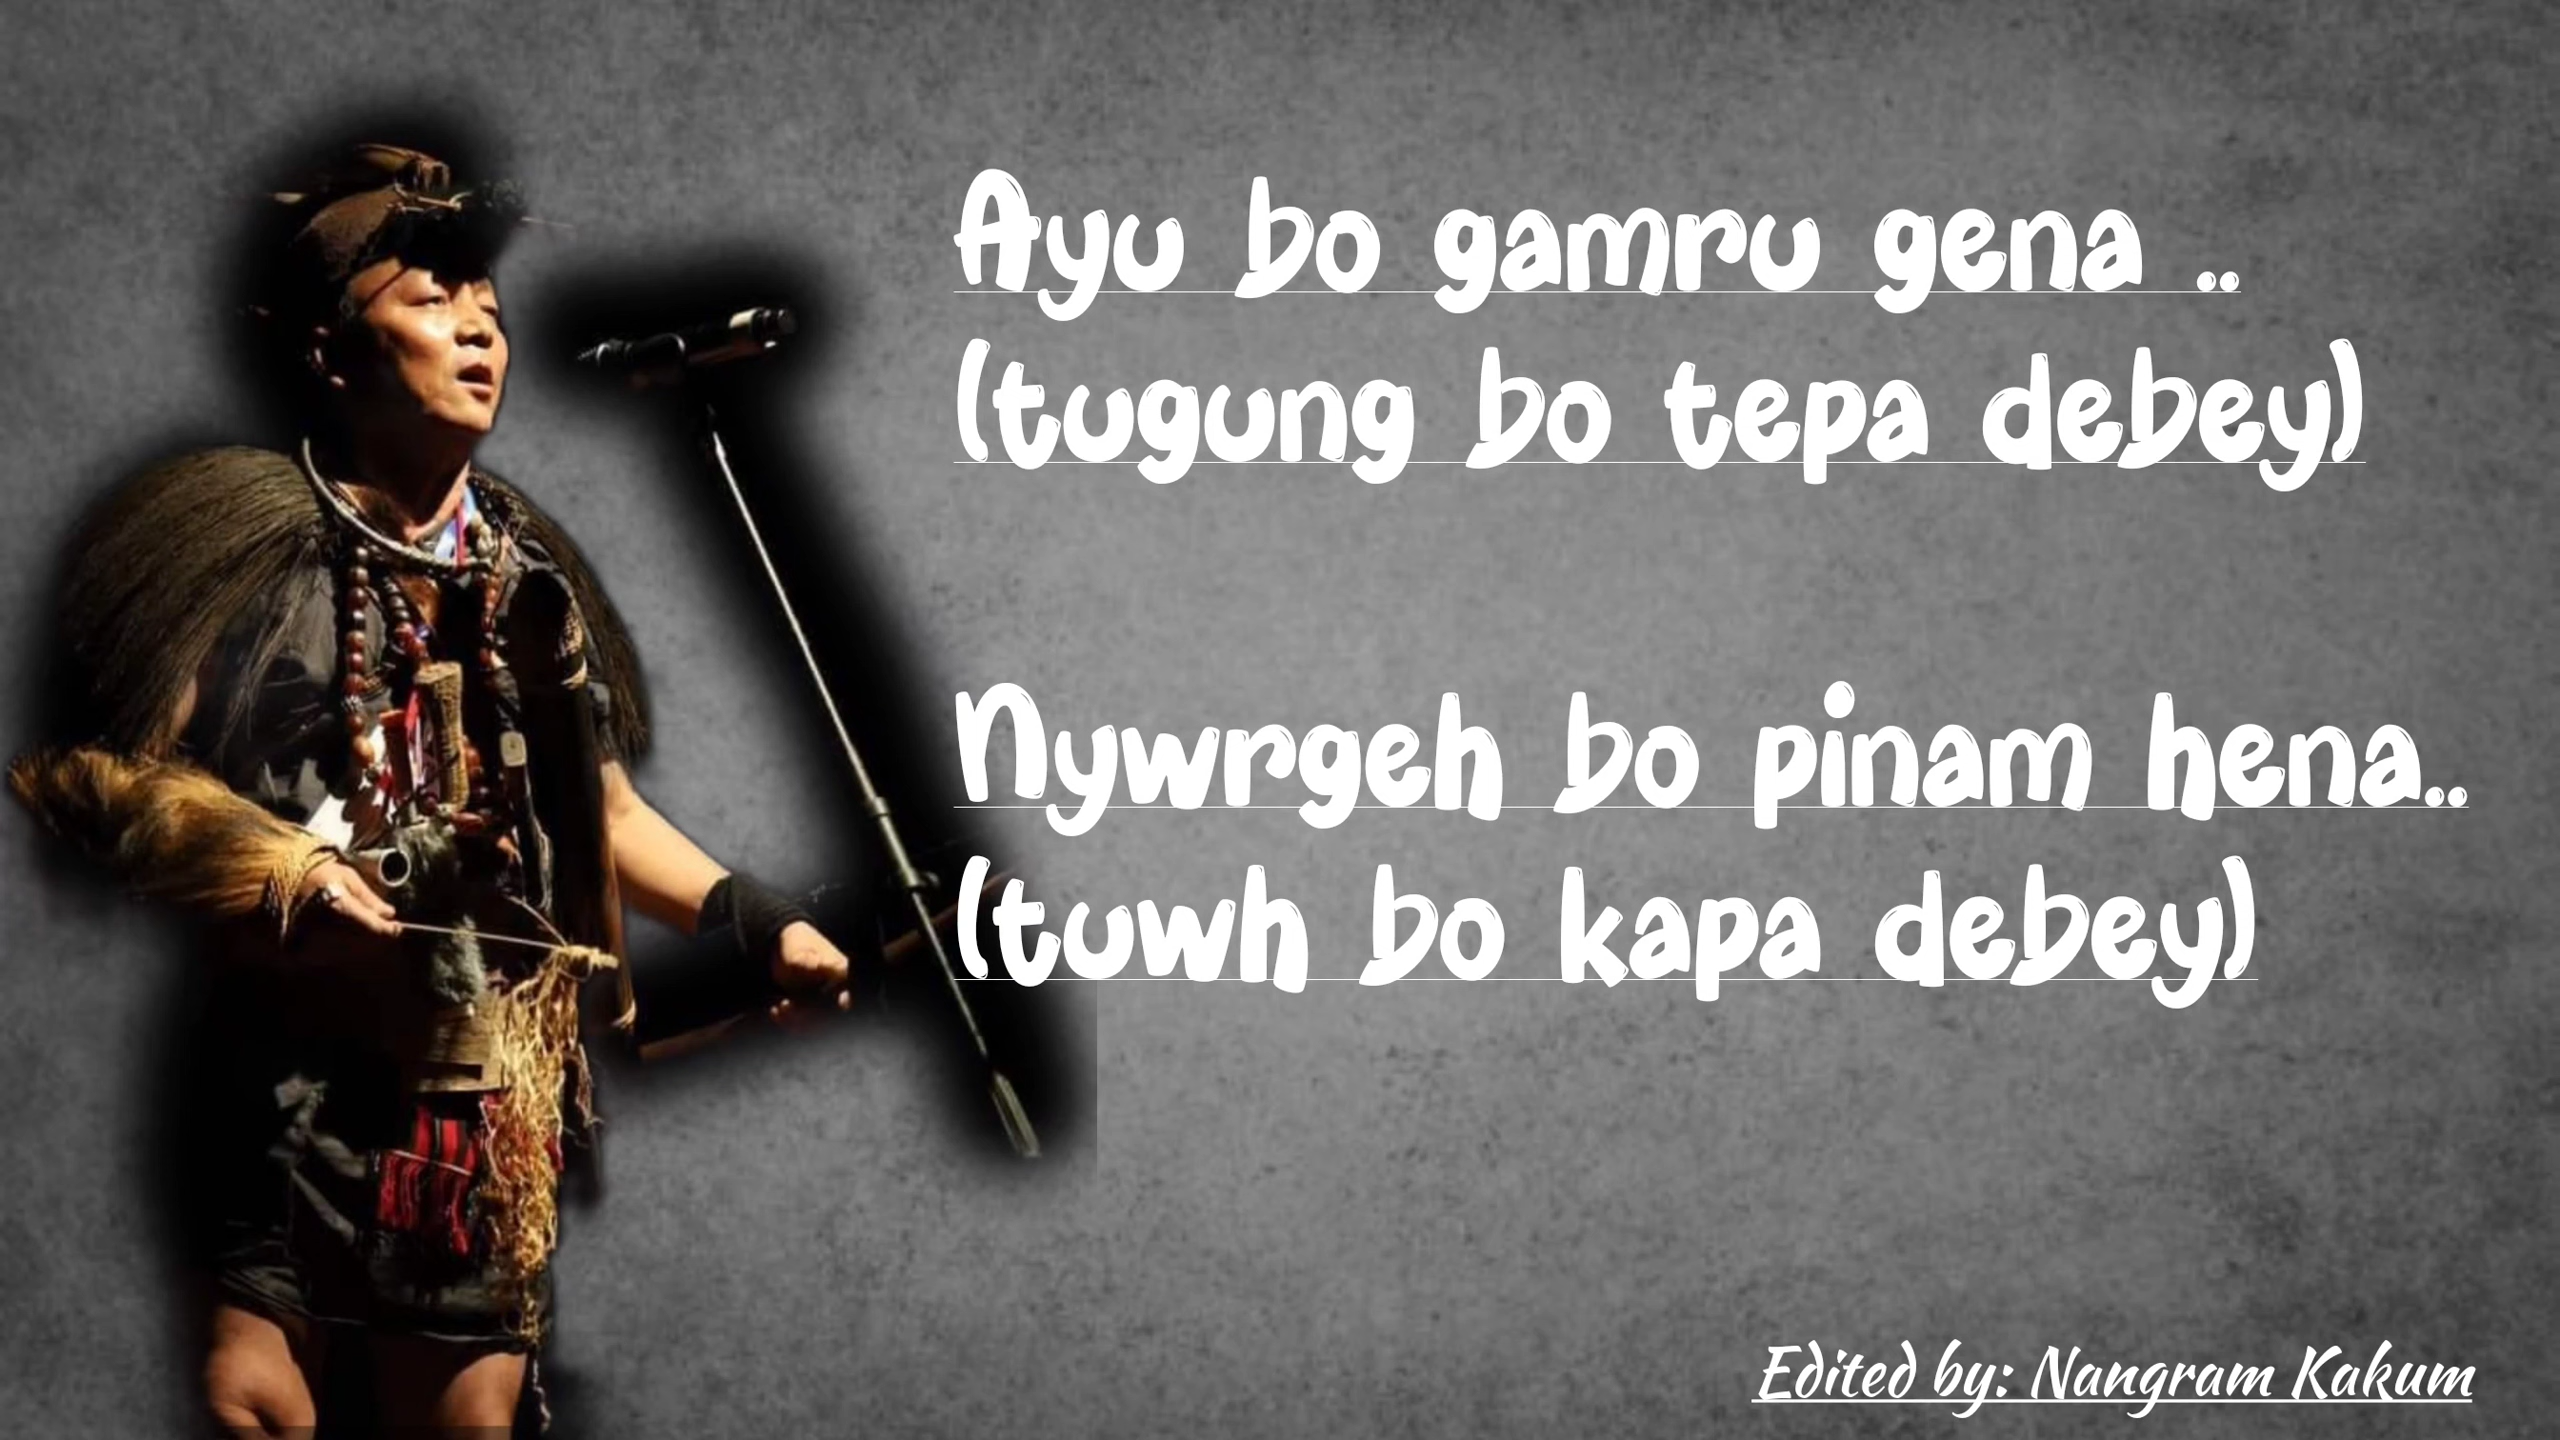 Ayu bo gamru gena ..
(tugung bo tepa debey)
Nywrgeh bo pinam hena..
(tuwh bo kapa debey)
Edited by: Nangram Kakum